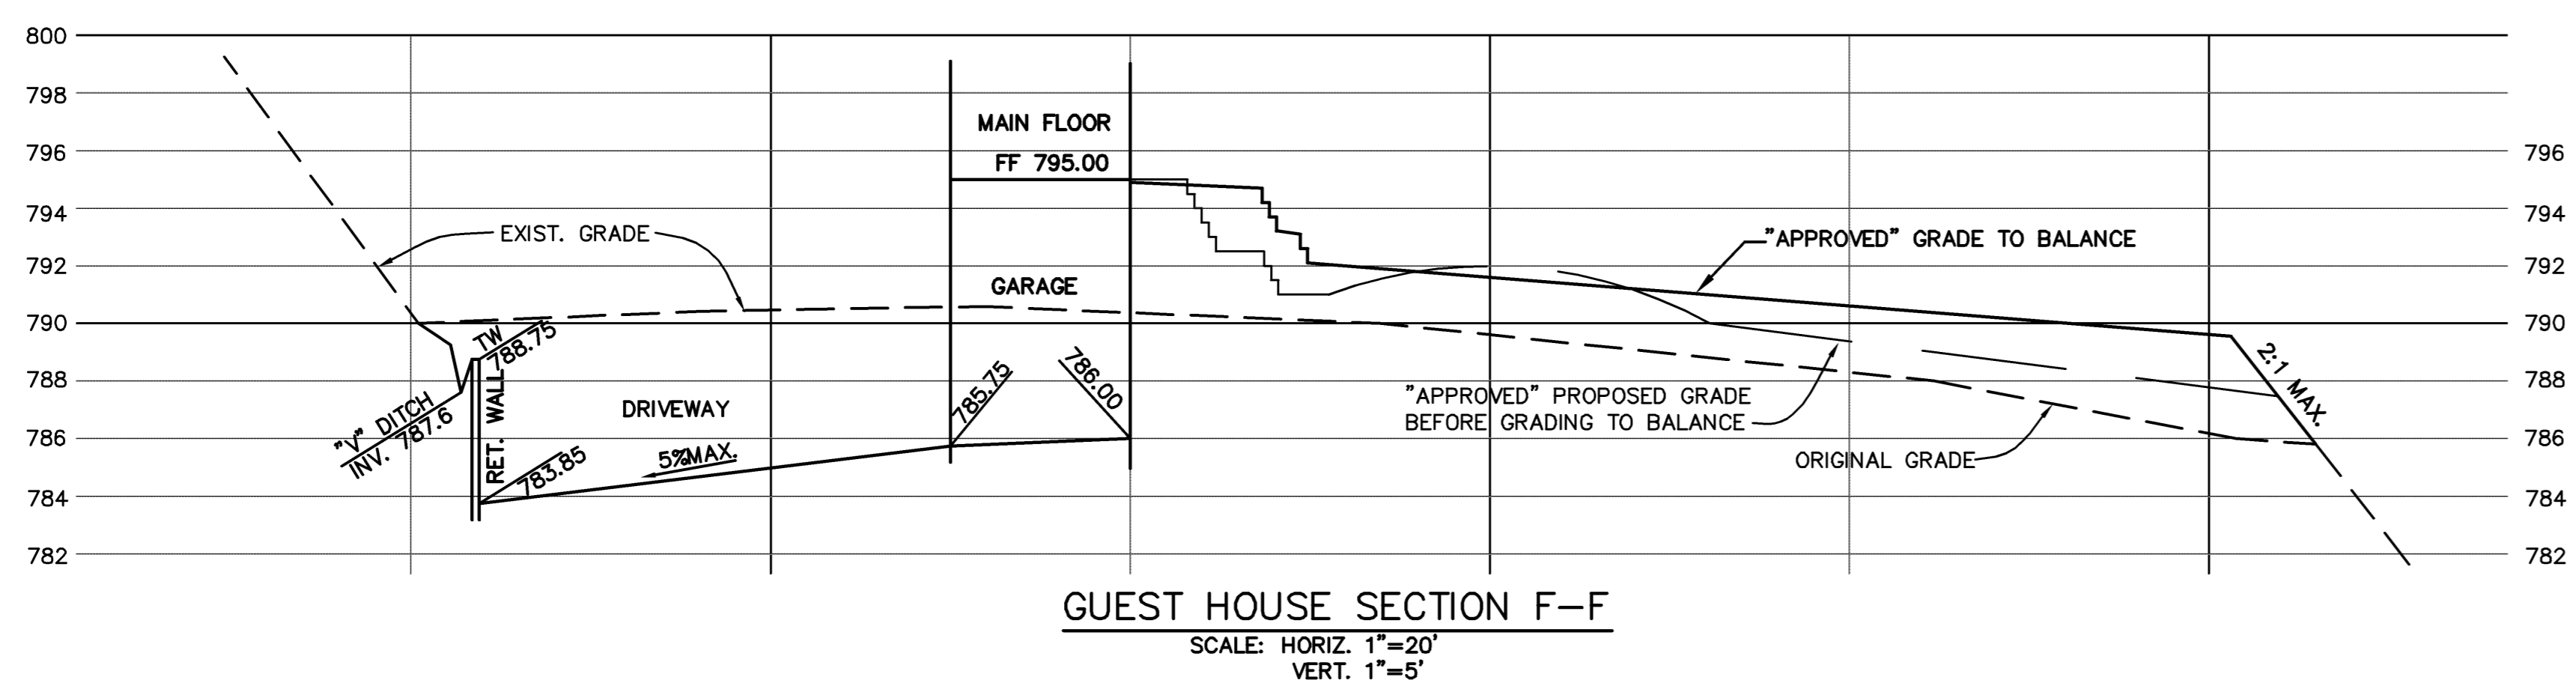 800
798
796
794
792
790
788
786
784
782
796
794
792
790
788
786
784
782
EXIST. GRADE
MAIN FLOOR
FF 795.00
GARAGE
"APPROVED" GRADE TO BALANCE
TW
788.75
RET. WALL
"V" DITCH
INV. 787.6
DRIVEWAY
5%MAX.
783.85
785.75
786.00
"APPROVED" PROPOSED GRADE
BEFORE GRADING TO BALANCE
ORIGINAL GRADE
2:1 MAX.
GUEST HOUSE SECTION F-F
SCALE: HORIZ. 1"=20'
VERT. 1"=5'